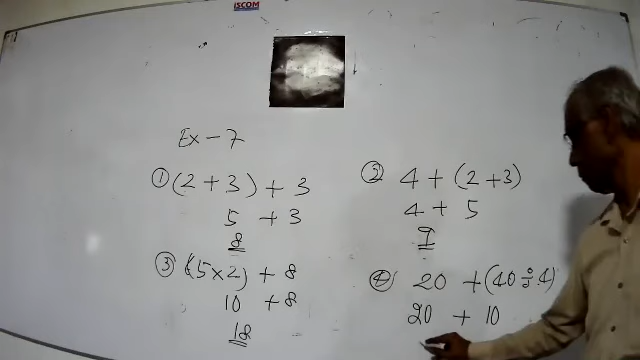 iSCOM
Ex - 7
① (2 + 3) + 3
5 + 3
8
② 4 + (2 + 3)
4 + 5
9
③ (5 × 2) + 8
10 + 8
18
④ 20 + (40 ÷ 4)
20 + 10